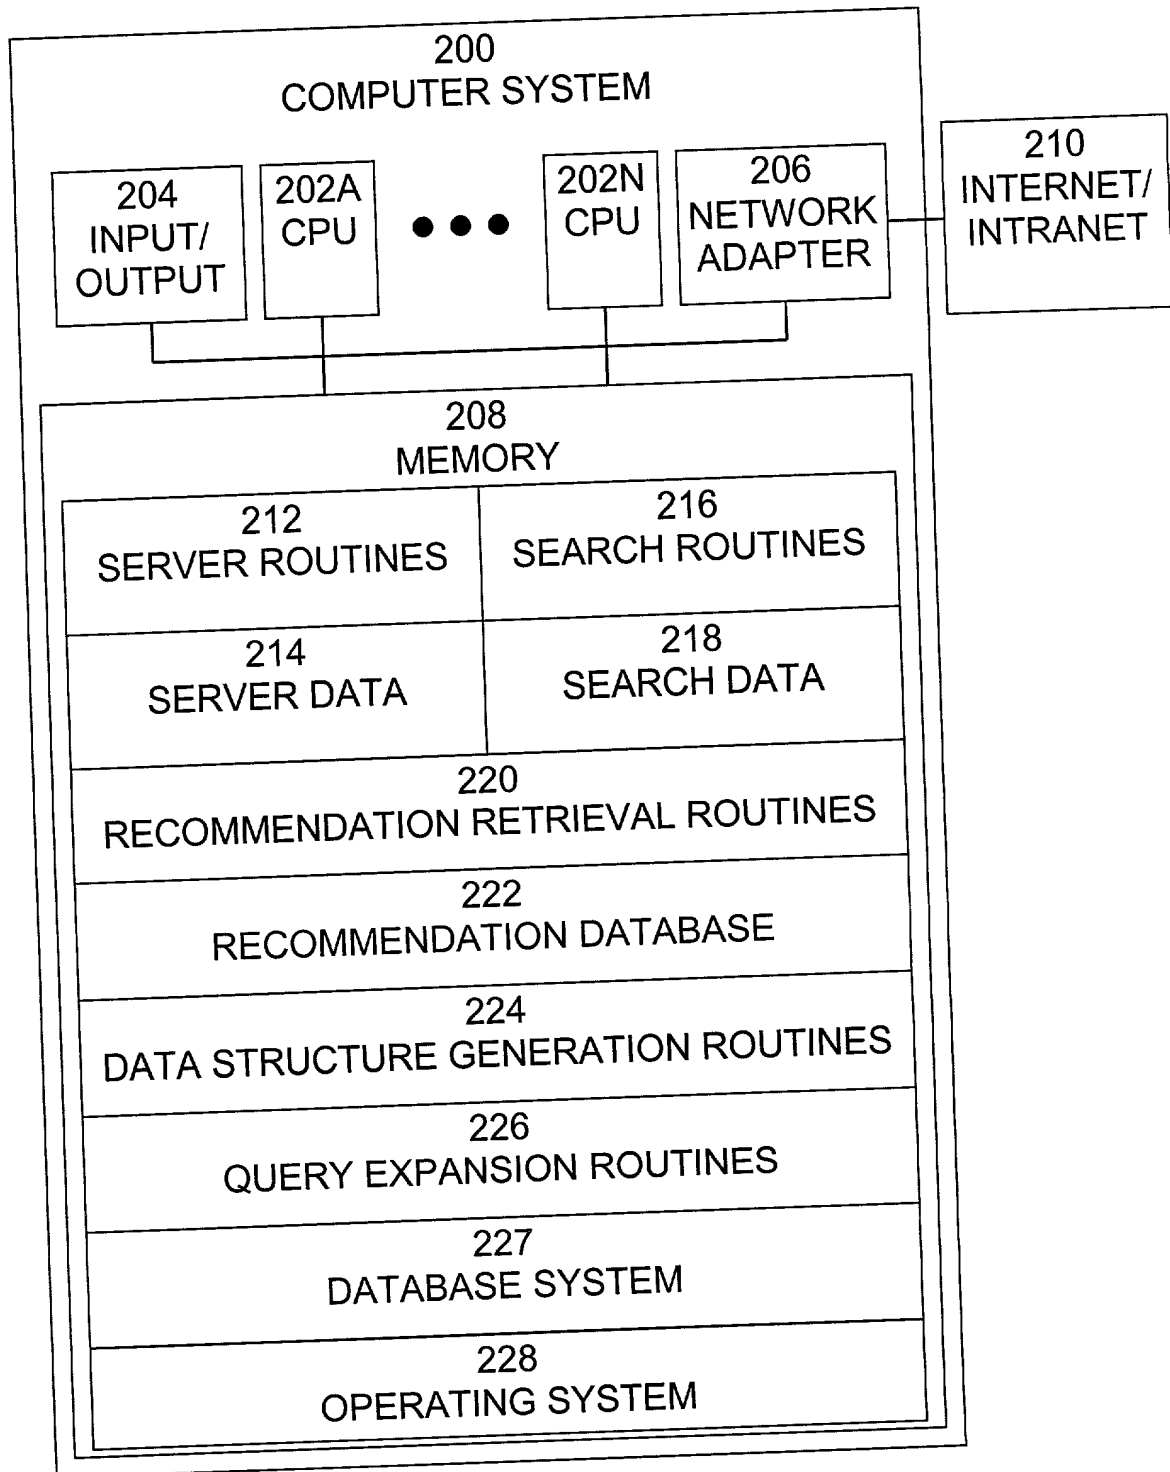 200
COMPUTER SYSTEM
204
INPUT/
OUTPUT
202A
CPU
202N
CPU
206
NETWORK
ADAPTER
210
INTERNET/
INTRANET
208
MEMORY
212
SERVER ROUTINES
216
SEARCH ROUTINES
214
SERVER DATA
218
SEARCH DATA
220
RECOMMENDATION RETRIEVAL ROUTINES
222
RECOMMENDATION DATABASE
224
DATA STRUCTURE GENERATION ROUTINES
226
QUERY EXPANSION ROUTINES
227
DATABASE SYSTEM
228
OPERATING SYSTEM